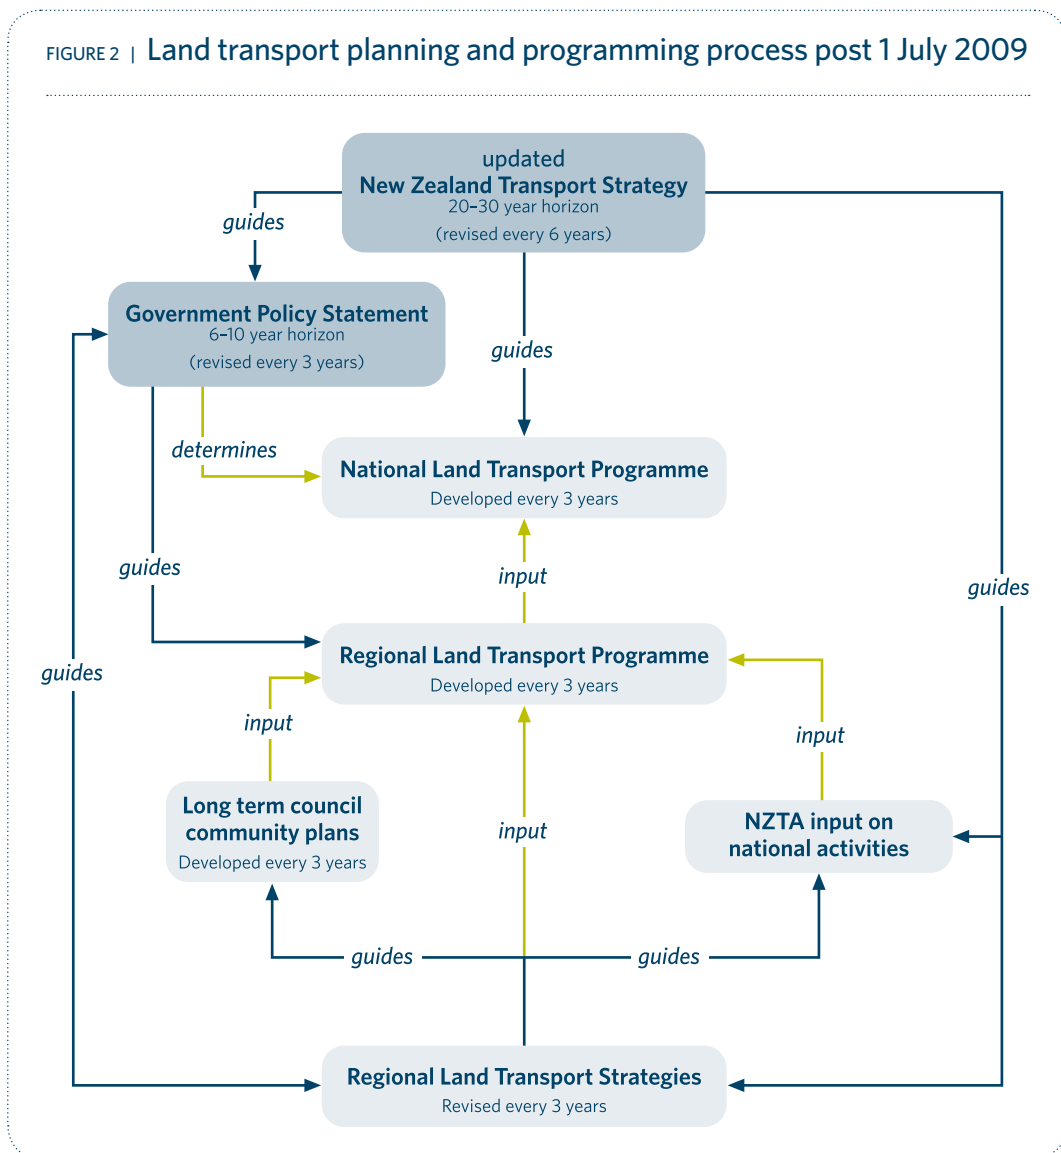 FIGURE 2 | Land transport planning and programming process post 1 July 2009
updated
New Zealand Transport Strategy
20–30 year horizon
(revised every 6 years)
guides
Government Policy Statement
6–10 year horizon
(revised every 3 years)
guides
determines
National Land Transport Programme
Developed every 3 years
guides
input
guides
Regional Land Transport Programme
Developed every 3 years
guides
input
input
Long term council
community plans
Developed every 3 years
input
NZTA input on
national activities
guides
guides
Regional Land Transport Strategies
Revised every 3 years